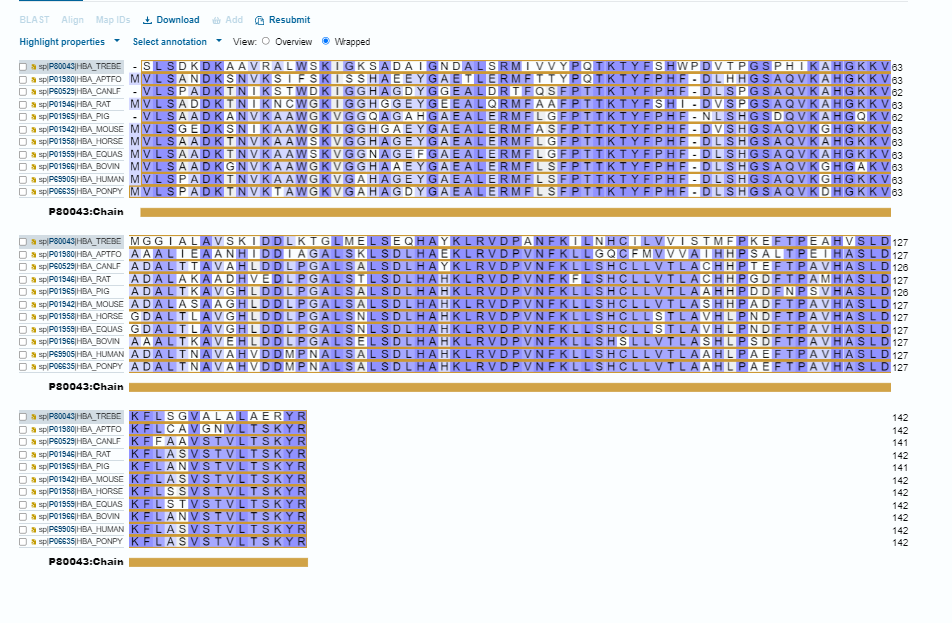 BLAST Align Map IDs Download Add Resubmit
Highlight properties Select annotation View: Overview Wrapped
sp|P80043|HBA_TREBE -SLSDKDKAAVRALWSKIGKSADAIGNDALSRMIVVYPQTKTYFSHWPDVTPGSPHIKAHGKKV 63
sp|P01980|HBA_APTFO MVLSANDKSNVKSIFSKISSHAEEYGAETLERMFTTYPQTKTYFPHF-DLHHGSAQVKAHGKKV 63
sp|P60529|HBA_CANLF -VLSPADKTNIKSTWDKIGGHAGDYGGEALDRTFQSFPTTKTYFPHF-DLSPGSAQVKAHGKKV 62
sp|P01946|HBA_RAT MVLSADDKTNIKNCWGKIGGHGGEYGEEALQRMFAAFPTTKTYFSHI-DVSPGSAQVKAHGKKV 63
sp|P01965|HBA_PIG -VLSAADKANVKAAWGKVGGQAGAHGAEALERMFLGFPTTKTYFPHF-NLSHGSDQVKAHGQKV 62
sp|P01942|HBA_MOUSE MVLSGEDKSNIKAAWGKIGGHGAEYGAEALERMFASFPTTKTYFPHF-DVSHGSAQVKGHGKKV 63
sp|P01958|HBA_HORSE MVLSAADKTNVKAAWSKVGGHAGEYGAEALERMFLGFPTTKTYFPHF-DLSHGSAQVKAHGKKV 63
sp|P01959|HBA_EQUAS MVLSAADKTNVKAAWSKVGGNAGEFGAEALERMFLGFPTTKTYFPHF-DLSHGSAQVKAHGKKV 63
sp|P01966|HBA_BOVIN MVLSAADKGNVKAAWGKVGGHAAEYGAEALERMFLSFPTTKTYFPHF-DLSHGSAQVKGHGAKV 63
sp|P69905|HBA_HUMAN MVLSPADKTNVKAAWGKVGAHAGEYGAEALERMFLSFPTTKTYFPHF-DLSHGSAQVKGHGKKV 63
sp|P06635|HBA_PONPY MVLSPADKTNVKTAWGKVGAHAGDYGAEALERMFLSFPTTKTYFPHF-DLSHGSAQVKDHGKKV 63
P80043:Chain
sp|P80043|HBA_TREBE MGGIALAVSKIDDLKTGLMELSEQHAYKLRVDPANFKILNHCILVVISTMFPKEFTPEAHVSLD 127
sp|P01980|HBA_APTFO AAALIEAANHIDDIAGALSKLSDLHAEKLRVDPVNFKLLGQCFMVVVAIHHPSALTPEIHASLD 127
sp|P60529|HBA_CANLF ADALTTAVAHLDDLPGALSALSDLHAYKLRVDPVNFKLLSHCLLVTLACHHPTEFTPAVHASLD 126
sp|P01946|HBA_RAT ADALAKAADHVEDLPGALSTLSDLHAHKLRVDPVNFKFLSHCLLVTLACHHPGDFTPAMHASLD 127
sp|P01965|HBA_PIG ADALTKAVGHLDDLPGALSALSDLHAHKLRVDPVNFKLLSHCLLVTLAAHHPDDFNPSVHASLD 126
sp|P01942|HBA_MOUSE ADALASAAGHLDDLPGALSALSDLHAHKLRVDPVNFKLLSHCLLVTLASHHPADFTPAVHASLD 127
sp|P01958|HBA_HORSE GDALTLAVGHLDDLPGALSNLSDLHAHKLRVDPVNFKLLSHCLLSTLAVHLPNDFTPAVHASLD 127
sp|P01959|HBA_EQUAS GDALTLAVGHLDDLPGALSNLSDLHAHKLRVDPVNFKLLSHCLLSTLAVHLPNDFTPAVHASLD 127
sp|P01966|HBA_BOVIN AAALTKAVEHLDDLPGALSELSDLHAHKLRVDPVNFKLLSHSLLVTLASHLPSDFTPAVHASLD 127
sp|P69905|HBA_HUMAN ADALTNAVAHVDDMPNALSALSDLHAHKLRVDPVNFKLLSHCLLVTLAAHLPAEFTPAVHASLD 127
sp|P06635|HBA_PONPY ADALTNAVAHVDDMPNALSALSDLHAHKLRVDPVNFKLLSHCLLVTLAAHLPAEFTPAVHASLD 127
P80043:Chain
sp|P80043|HBA_TREBE KFLSGVALALAERYR 142
sp|P01980|HBA_APTFO KFLCAVGNVLTSKYR 142
sp|P60529|HBA_CANLF KFFAAVSTVLTSKYR 141
sp|P01946|HBA_RAT KFLASVSTVLTSKYR 142
sp|P01965|HBA_PIG KFLANVSTVLTSKYR 141
sp|P01942|HBA_MOUSE KFLASVSTVLTSKYR 142
sp|P01958|HBA_HORSE KFLSSVSTVLTSKYR 142
sp|P01959|HBA_EQUAS KFLSTVSTVLTSKYR 142
sp|P01966|HBA_BOVIN KFLANVSTVLTSKYR 142
sp|P69905|HBA_HUMAN KFLASVSTVLTSKYR 142
sp|P06635|HBA_PONPY KFLASVSTVLTSKYR 142
P80043:Chain